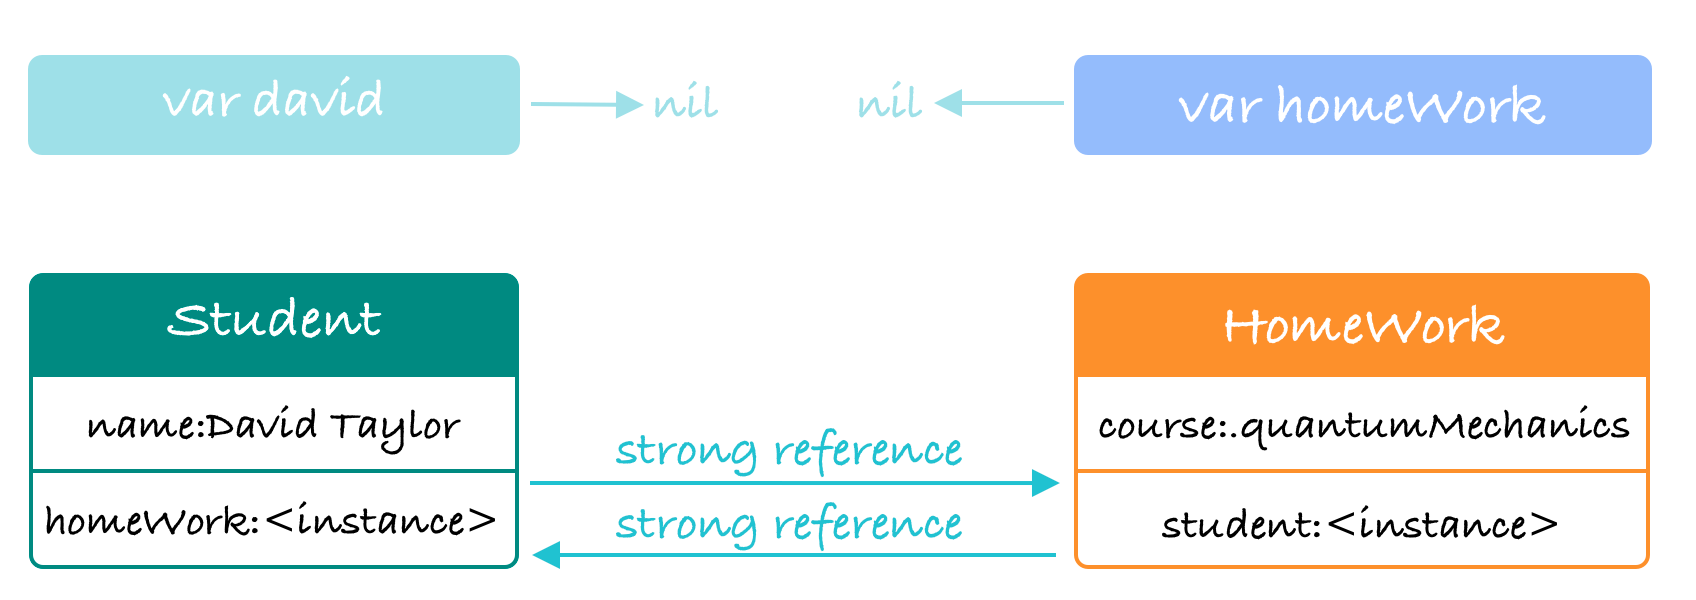 var david
nil
nil
var homeWork
Student
HomeWork
name:David Taylor
course:.quantumMechanics
strong reference
homeWork:<instance>
strong reference
student:<instance>